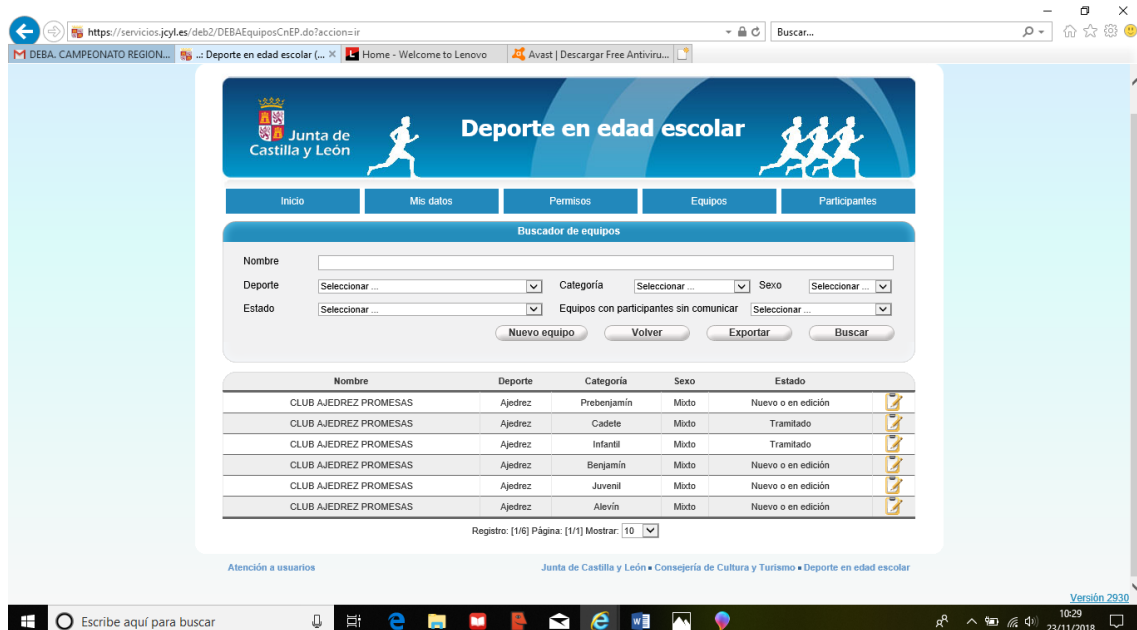 https://servicios.jcyl.es/deb2/DEBAEquiposCnEP.do?accion=ir
Buscar...
DEBA. CAMPEONATO REGION...
..: Deporte en edad escolar (...
Home - Welcome to Lenovo
Avast | Descargar Free Antiviru...
Junta de
Castilla y León
Deporte en edad escolar
Inicio Mis datos Permisos Equipos Participantes
Buscador de equipos
Nombre
Deporte Seleccionar ... Categoría Seleccionar ... Sexo Seleccionar ...
Estado Seleccionar ... Equipos con participantes sin comunicar Seleccionar ...
Nuevo equipo Volver Exportar Buscar
Nombre Deporte Categoría Sexo Estado
CLUB AJEDREZ PROMESAS Ajedrez Prebenjamín Mixto Nuevo o en edición
CLUB AJEDREZ PROMESAS Ajedrez Cadete Mixto Tramitado
CLUB AJEDREZ PROMESAS Ajedrez Infantil Mixto Tramitado
CLUB AJEDREZ PROMESAS Ajedrez Benjamín Mixto Nuevo o en edición
CLUB AJEDREZ PROMESAS Ajedrez Juvenil Mixto Nuevo o en edición
CLUB AJEDREZ PROMESAS Ajedrez Alevín Mixto Nuevo o en edición
Registro: [1/6] Página: [1/1] Mostrar: 10
Atención a usuarios
Junta de Castilla y León ▪ Consejería de Cultura y Turismo ▪ Deporte en edad escolar
Versión 2930
Escribe aquí para buscar
10:29
23/11/2018